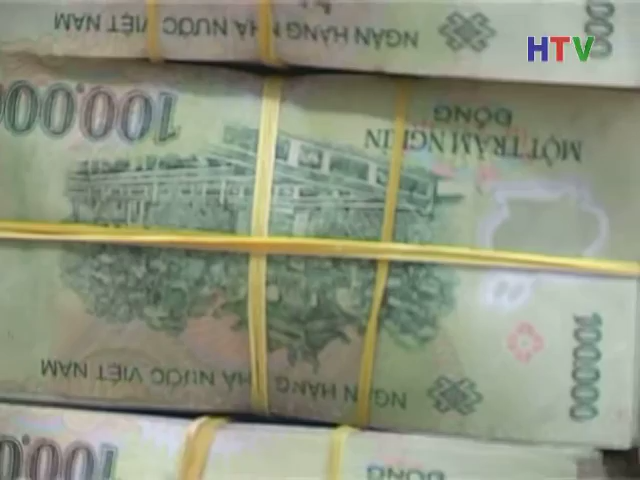 NGÂN HÀNG NHÀ NƯỚC VIỆT NAM
HTV
100.000
ĐỒNG
MỘT TRĂM NGHÌN
100000
NGÂN HÀNG NHÀ NƯỚC VIỆT NAM
100.0
ĐỒNG